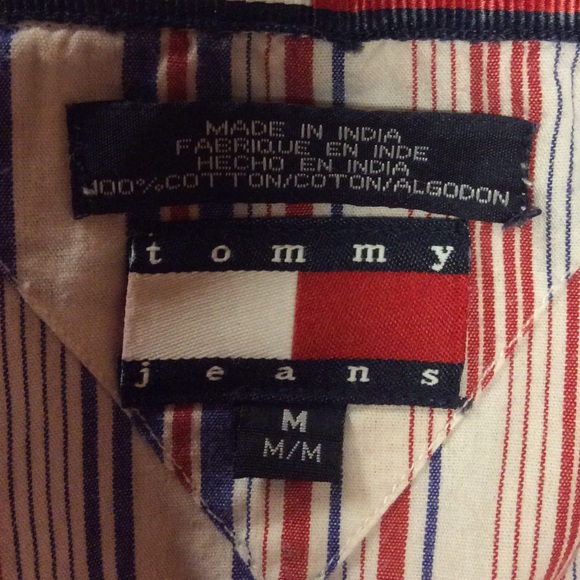 MADE IN INDIA
FABRIQUE EN INDE
HECHO EN INDIA
100%COTTON/COTON/ALGODON
tommy
jeans
M
M/M